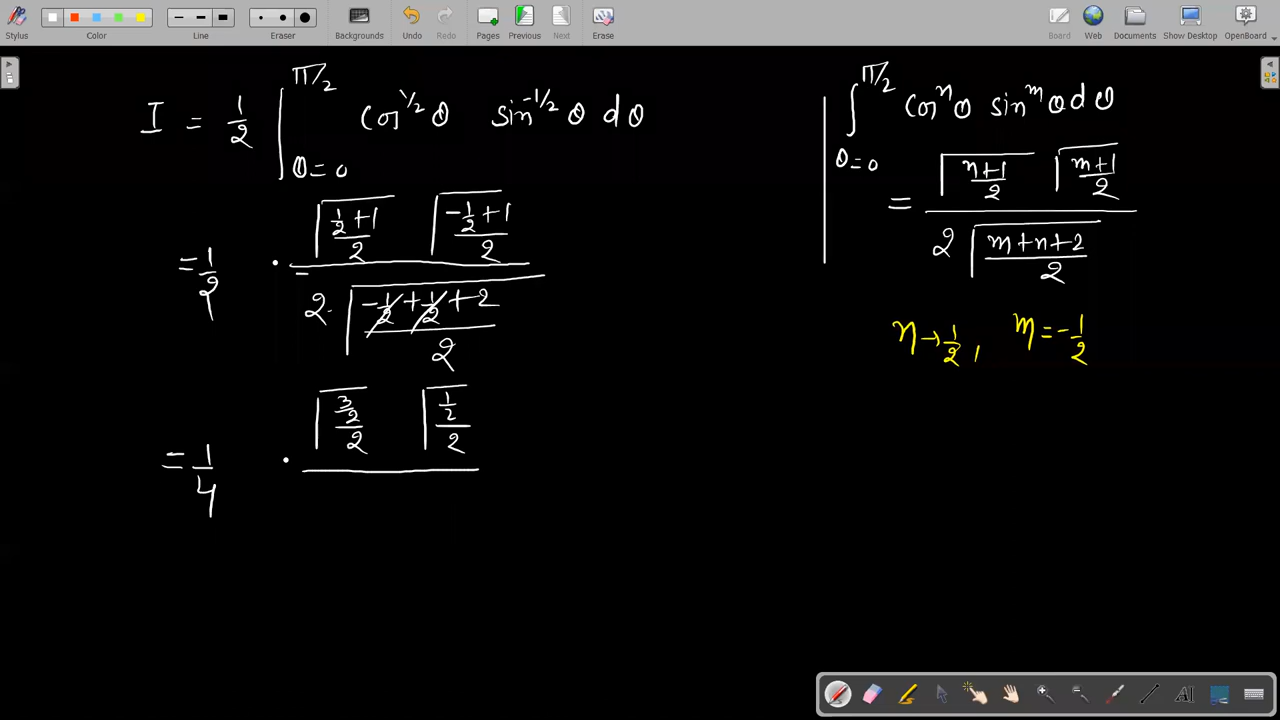 Stylus Color Line Eraser Backgrounds Undo Redo Pages Previous Next Erase Board Web Documents Show Desktop OpenBoard
I = 1/2 ∫_{θ=0}^{π/2} cos^{1/2} θ sin^{-1/2} θ dθ
= 1/2 · Γ((1/2 + 1)/2) Γ((-1/2 + 1)/2) / (2· Γ((-1/2 + 1/2 + 2)/2))
= 1/4 · Γ((3/2)/2) Γ((1/2)/2)
∫_{θ=0}^{π/2} cos^n θ sin^m θ dθ
= Γ((n+1)/2) Γ((m+1)/2) / (2 Γ((m+n+2)/2))
n → 1/2, m = -1/2